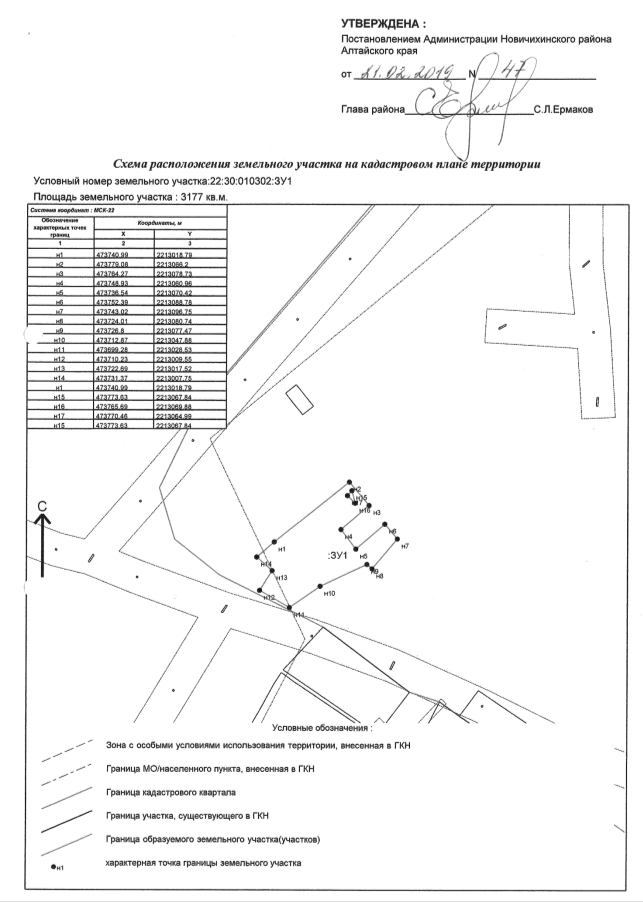 УТВЕРЖДЕНА :
Постановлением Администрации Новичихинского района
Алтайского края
от 21.02.2019 N 47
Глава района С.Л.Ермаков
Схема расположения земельного участка на кадастровом плане территории
Условный номер земельного участка:22:30:010302:ЗУ1
Площадь земельного участка : 3177 кв.м.
Система координат : МСК-22
Обозначение характерных точек границ Координаты, м
X Y
1 2 3
н1 473740.99 2213018.79
н2 473779.08 2213066.2
н3 473764.27 2213078.73
н4 473748.93 2213060.96
н5 473736.54 2213070.42
н6 473752.39 2213088.78
н7 473743.02 2213096.75
н8 473724.01 2213080.74
н9 473726.8 2213077.47
н10 473712.87 2213047.88
н11 473699.28 2213028.53
н12 473710.23 2213009.55
н13 473722.69 2213017.52
н14 473731.37 2213007.75
н1 473740.99 2213018.79
н15 473773.63 2213067.84
н16 473765.69 2213069.88
н17 473770.46 2213064.99
н15 473773.63 2213067.84
С
н2
н15
н16
н3
н4
н6
н7
н5
:ЗУ1
н8
н1
н14
н13
н12
н10
н11
Условные обозначения :
Зона с особыми условиями использования территории, внесенная в ГКН
Граница МО/населенного пункта, внесенная в ГКН
Граница кадастрового квартала
Граница участка, существующего в ГКН
Граница образуемого земельного участка(участков)
н1 характерная точка границы земельного участка